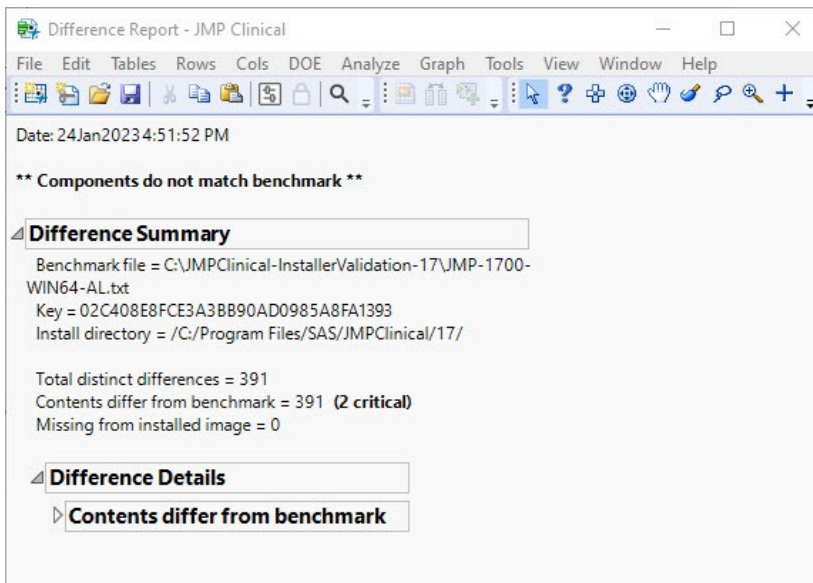 Difference Report - JMP Clinical
File Edit Tables Rows Cols DOE Analyze Graph Tools View Window Help
Date: 24Jan2023 4:51:52 PM
** Components do not match benchmark **
Difference Summary
Benchmark file = C:\JMPClinical-InstallerValidation-17\JMP-1700-
WIN64-AL.txt
Key = 02C408E8FCE3A3BB90AD0985A8FA1393
Install directory = /C:/Program Files/SAS/JMPClinical/17/
Total distinct differences = 391
Contents differ from benchmark = 391 (2 critical)
Missing from installed image = 0
Difference Details
Contents differ from benchmark